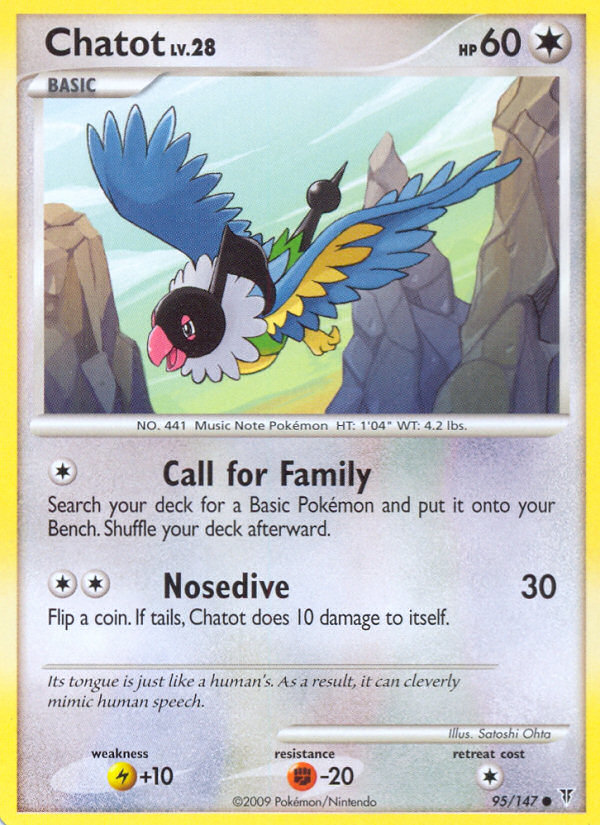 Chatot LV.28 HP 60
BASIC
NO. 441 Music Note Pokémon HT: 1'04" WT: 4.2 lbs.
Call for Family
Search your deck for a Basic Pokémon and put it onto your
Bench. Shuffle your deck afterward.
Nosedive 30
Flip a coin. If tails, Chatot does 10 damage to itself.
Its tongue is just like a human's. As a result, it can cleverly
mimic human speech.
Illus. Satoshi Ohta
weakness resistance retreat cost
+10 -20
©2009 Pokémon/Nintendo 95/147